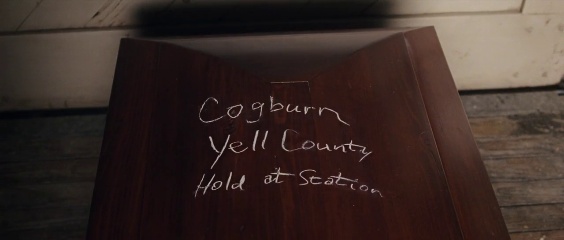 Cogburn
Yell County
Hold at Station